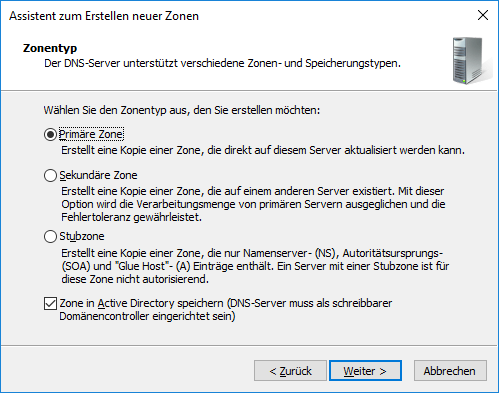 Assistent zum Erstellen neuer Zonen
Zonentyp
Der DNS-Server unterstützt verschiedene Zonen- und Speicherungstypen.
Wählen Sie den Zonentyp aus, den Sie erstellen möchten:
Primäre Zone
Erstellt eine Kopie einer Zone, die direkt auf diesem Server aktualisiert werden kann.
Sekundäre Zone
Erstellt eine Kopie einer Zone, die auf einem anderen Server existiert. Mit dieser
Option wird die Verarbeitungsmenge von primären Servern ausgeglichen und die
Fehlertoleranz gewährleistet.
Stubzone
Erstellt eine Kopie einer Zone, die nur Namenserver- (NS), Autoritätsursprungs-
(SOA) und "Glue Host"- (A) Einträge enthält. Ein Server mit einer Stubzone ist für
diese Zone nicht autorisierend.
Zone in Active Directory speichern (DNS-Server muss als schreibbarer
Domänencontroller eingerichtet sein)
< Zurück
Weiter >
Abbrechen